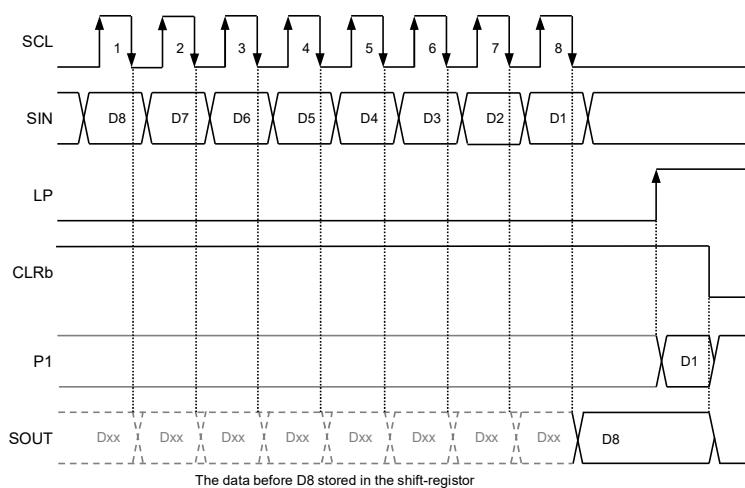 SCL 1 2 3 4 5 6 7 8
SIN D8 D7 D6 D5 D4 D3 D2 D1
LP
CLRb
P1 D1
SOUT Dxx Dxx Dxx Dxx Dxx Dxx Dxx Dxx D8
The data before D8 stored in the shift-registor